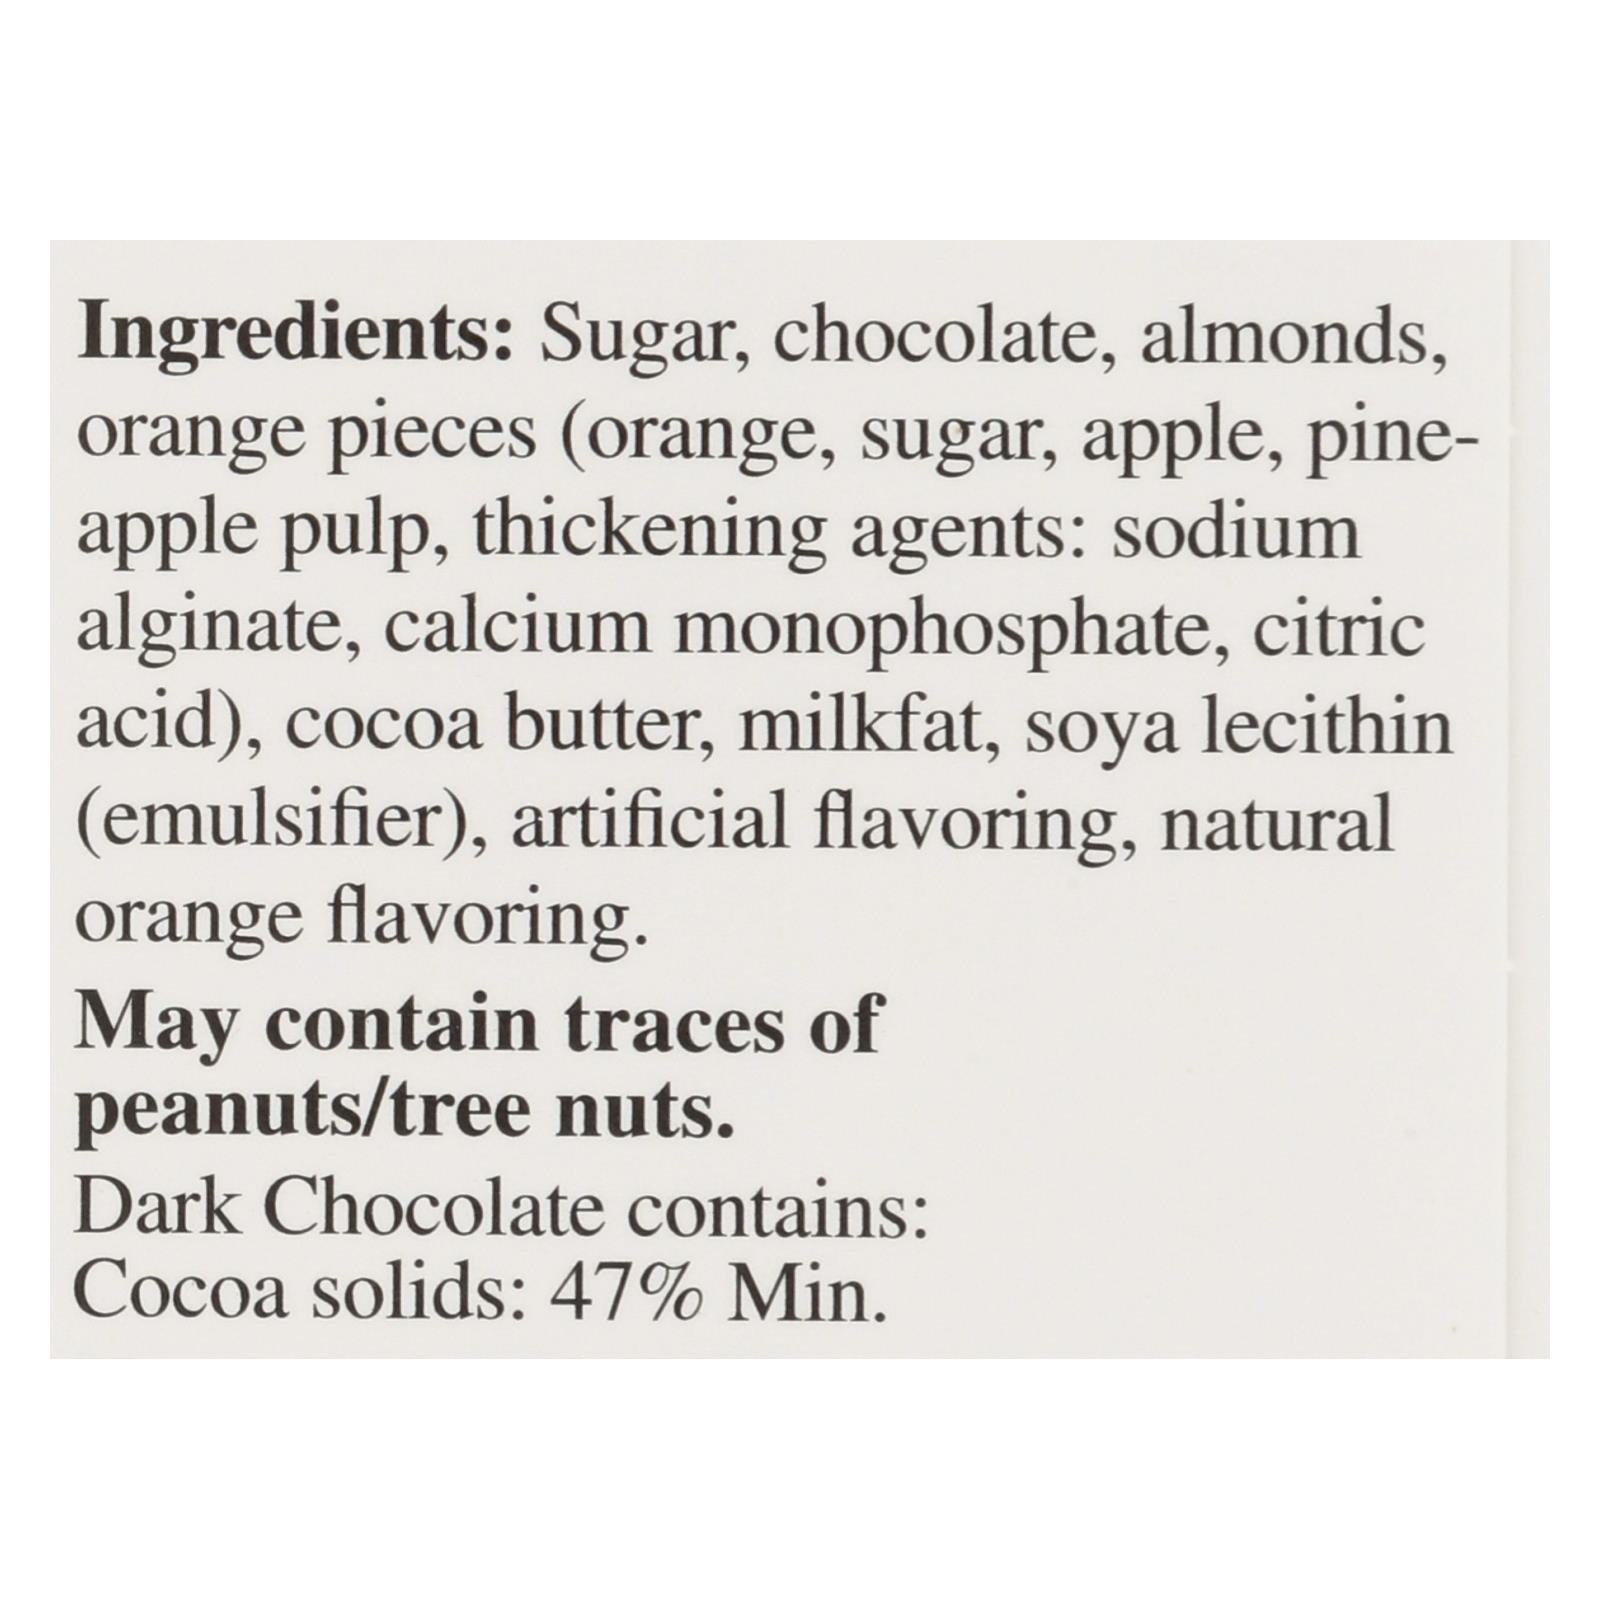 Ingredients: Sugar, chocolate, almonds,
orange pieces (orange, sugar, apple, pine-
apple pulp, thickening agents: sodium
alginate, calcium monophosphate, citric
acid), cocoa butter, milkfat, soya lecithin
(emulsifier), artificial flavoring, natural
orange flavoring.
May contain traces of
peanuts/tree nuts.
Dark Chocolate contains:
Cocoa solids: 47% Min.